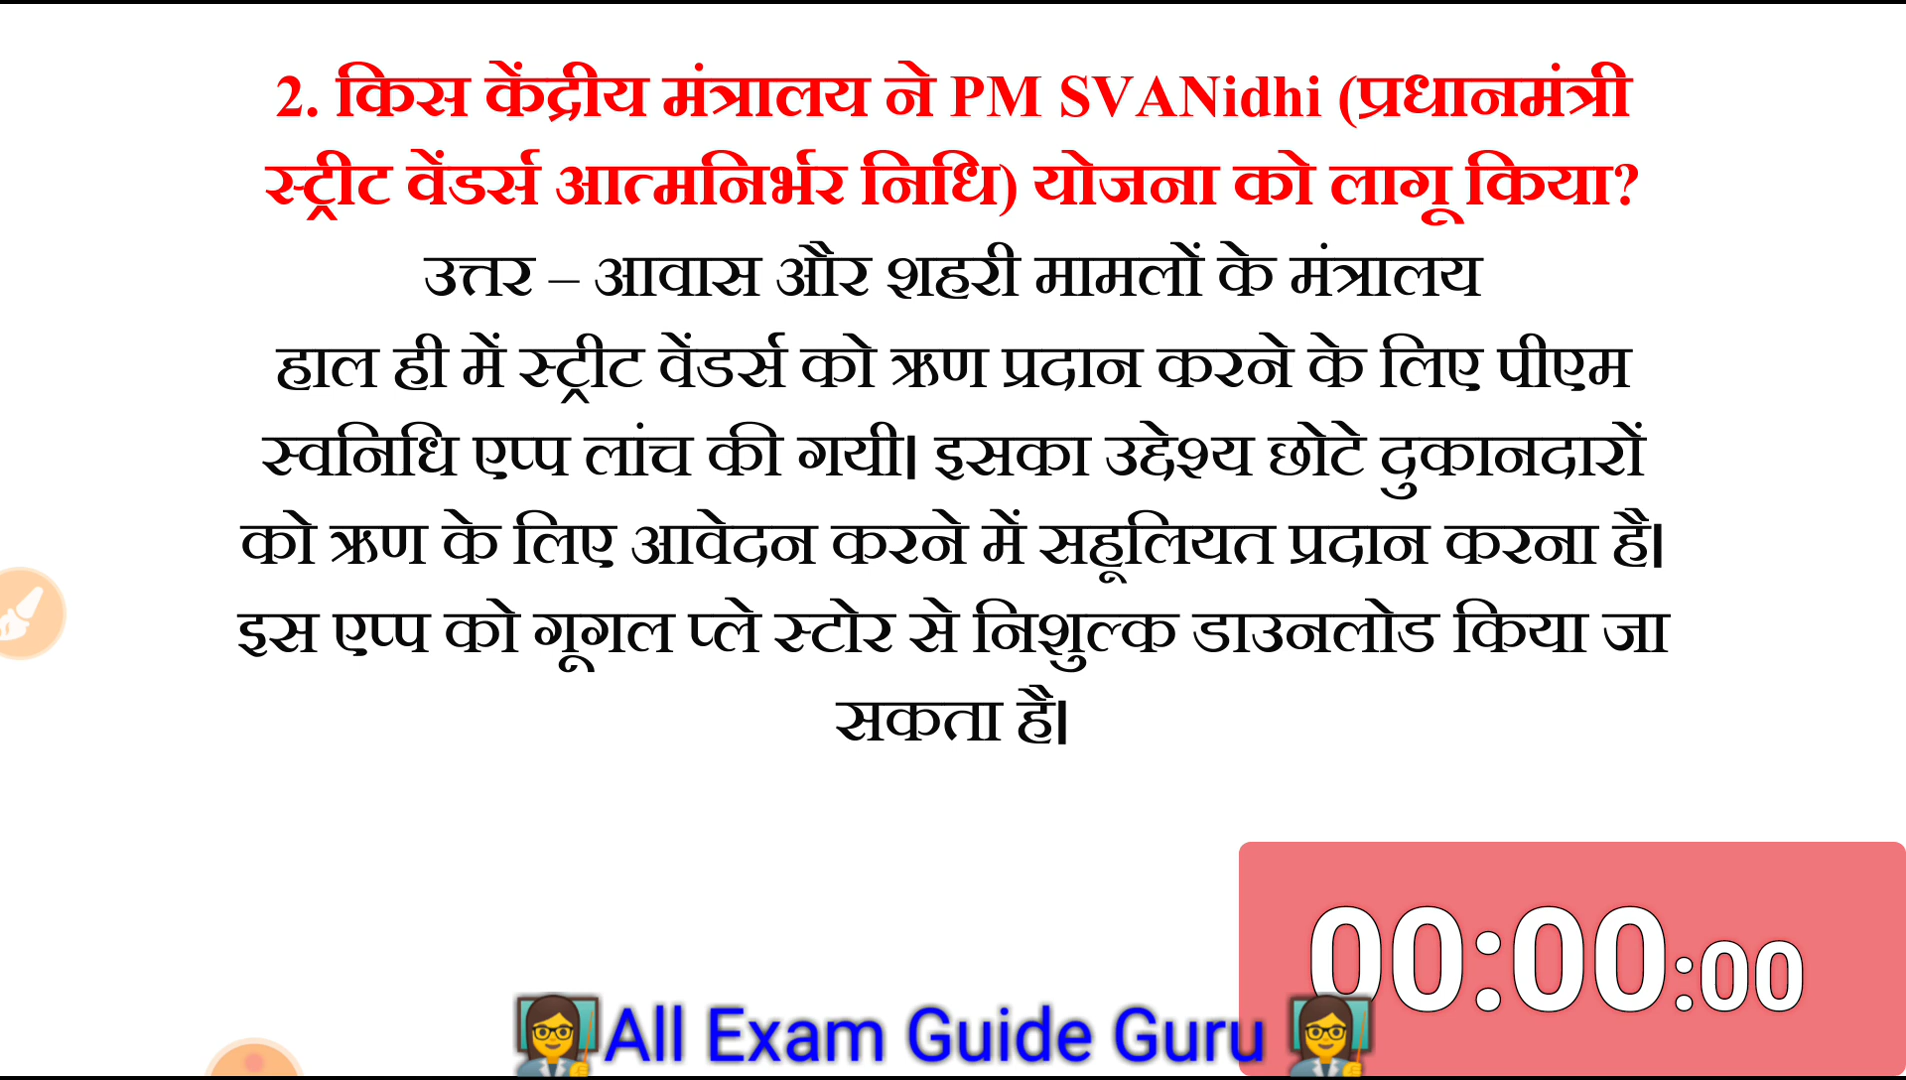 2. किस केंद्रीय मंत्रालय ने PM SVANidhi (प्रधानमंत्री
स्ट्रीट वेंडर्स आत्मनिर्भर निधि) योजना को लागू किया?
उत्तर – आवास और शहरी मामलों के मंत्रालय
हाल ही में स्ट्रीट वेंडर्स को ऋण प्रदान करने के लिए पीएम
स्वनिधि एप्प लांच की गयी। इसका उद्देश्य छोटे दुकानदारों
को ऋण के लिए आवेदन करने में सहूलियत प्रदान करना है।
इस एप्प को गूगल प्ले स्टोर से निशुल्क डाउनलोड किया जा
सकता है।
00:00:00
All Exam Guide Guru